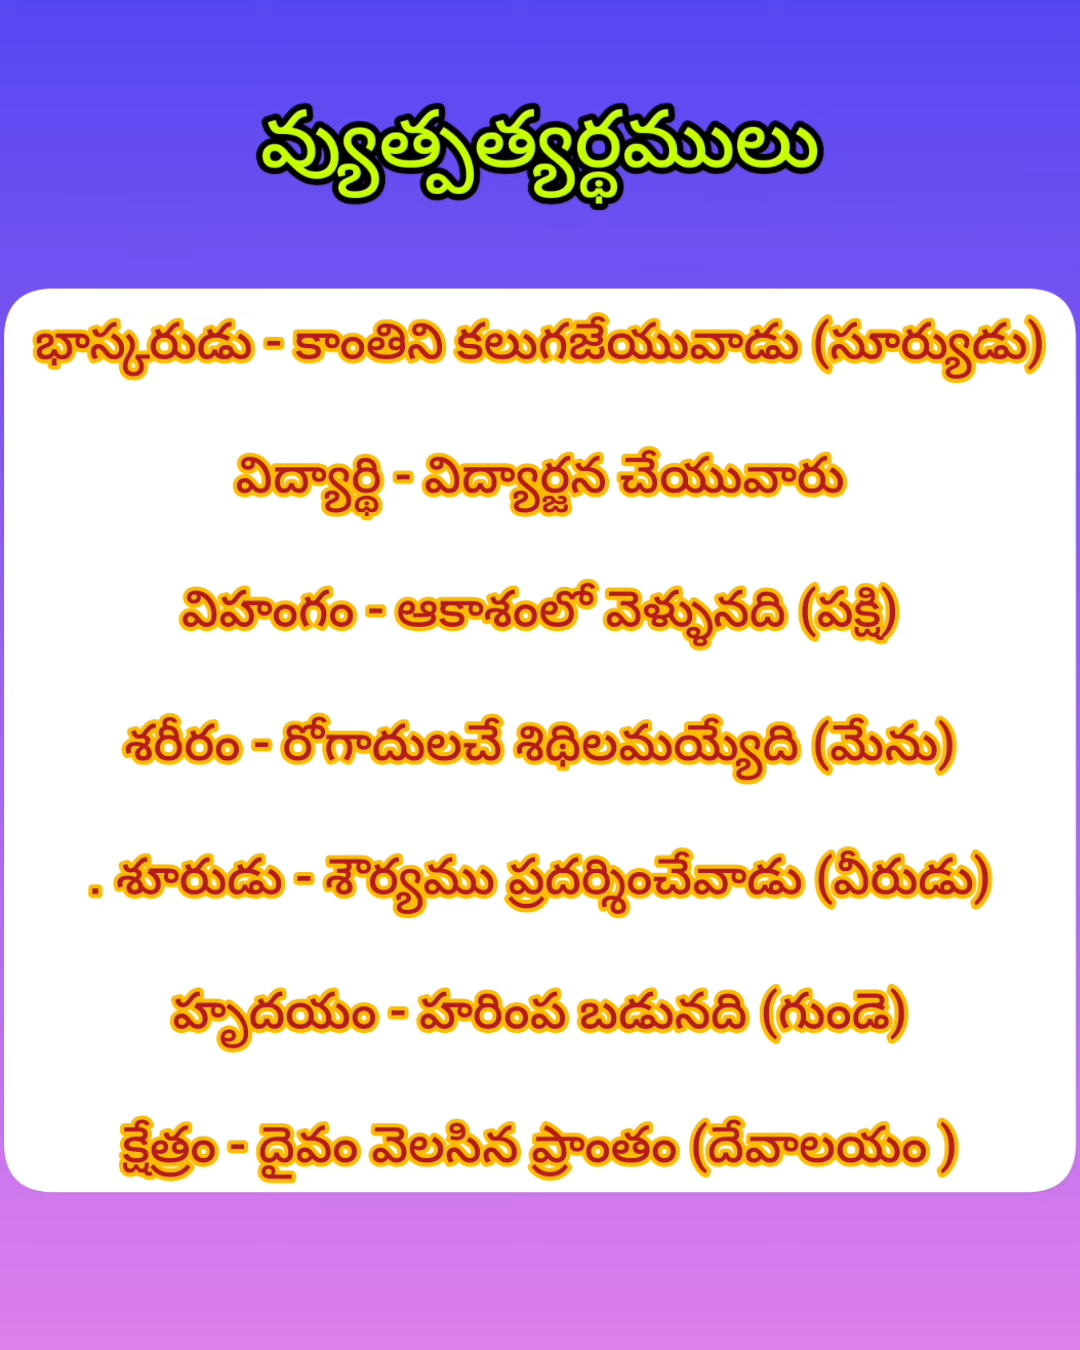 వ్యుత్పత్యర్థములు
భాస్కరుడు - కాంతిని కలుగజేయువాడు (సూర్యుడు)
విద్యార్థి - విద్యార్జన చేయువారు
విహంగం - ఆకాశంలో వెళ్ళునది (పక్షి)
శరీరం - రోగాదులచే శిథిలమయ్యేది (మేను)
. శూరుడు - శౌర్యము ప్రదర్శించేవాడు (వీరుడు)
హృదయం - హరింప బడునది (గుండె)
క్షేత్రం - దైవం వెలసిన ప్రాంతం (దేవాలయం )